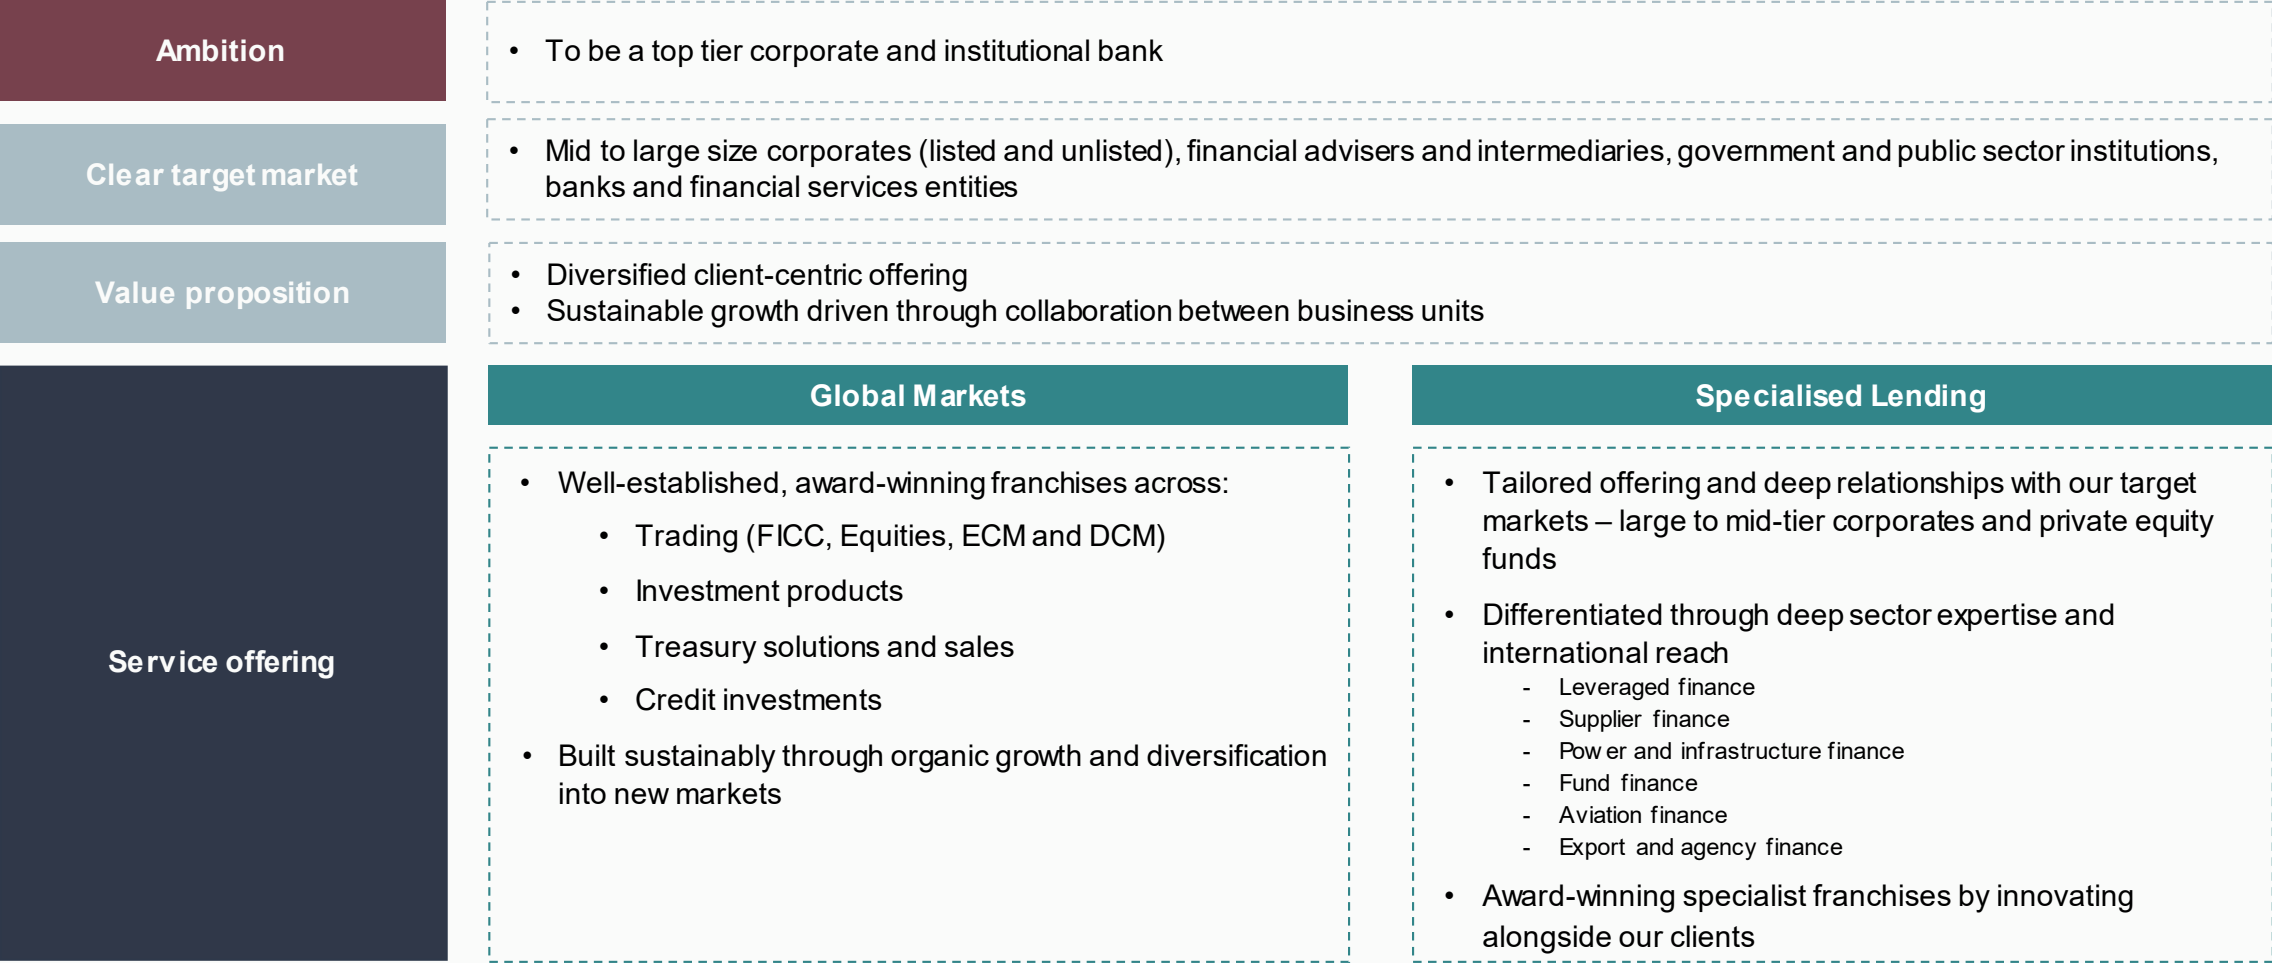 Ambition
• To be a top tier corporate and institutional bank
Clear target market
• Mid to large size corporates (listed and unlisted), financial advisers and intermediaries, government and public sector institutions,
banks and financial services entities
Value proposition
• Diversified client-centric offering
• Sustainable growth driven through collaboration between business units
Service offering
Global Markets
• Well-established, award-winning franchises across:
• Trading (FICC, Equities, ECM and DCM)
• Investment products
• Treasury solutions and sales
• Credit investments
• Built sustainably through organic growth and diversification
into new markets
Specialised Lending
• Tailored offering and deep relationships with our target
markets – large to mid-tier corporates and private equity
funds
• Differentiated through deep sector expertise and
international reach
- Leveraged finance
- Supplier finance
- Power and infrastructure finance
- Fund finance
- Aviation finance
- Export and agency finance
• Award-winning specialist franchises by innovating
alongside our clients